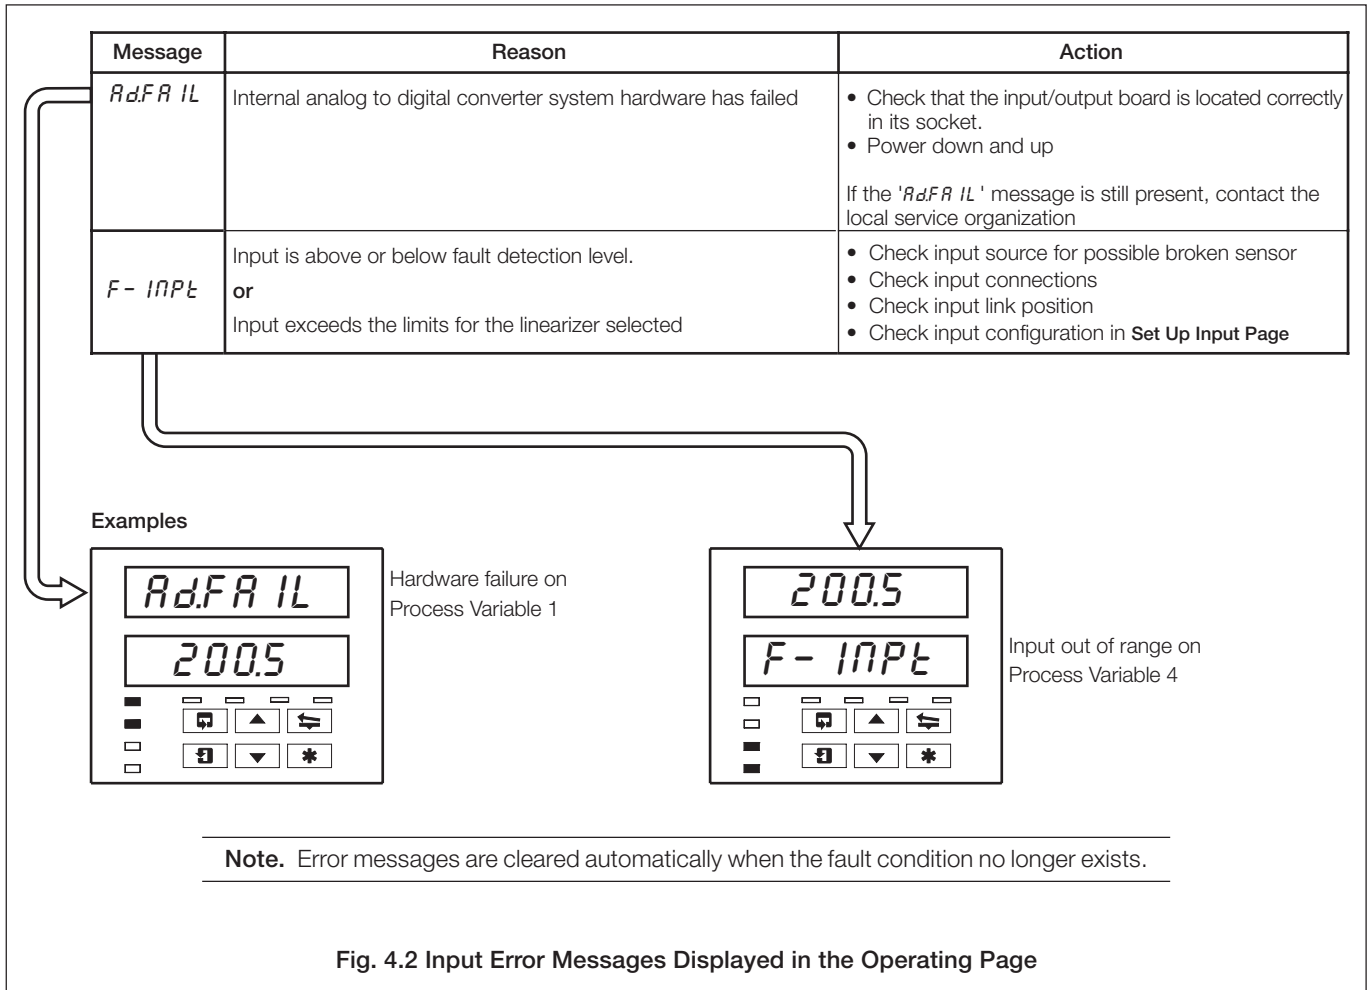 Message Reason Action
Ad.FAIL
Internal analog to digital converter system hardware has failed
• Check that the input/output board is located correctly
in its socket.
• Power down and up
If the 'Ad.FAIL' message is still present, contact the
local service organization
F-INPt
Input is above or below fault detection level.
or
Input exceeds the limits for the linearizer selected
• Check input source for possible broken sensor
• Check input connections
• Check input link position
• Check input configuration in Set Up Input Page
Examples
Ad.FAIL
200.5
Hardware failure on
Process Variable 1
200.5
F-INPt
Input out of range on
Process Variable 4
Note. Error messages are cleared automatically when the fault condition no longer exists.
Fig. 4.2 Input Error Messages Displayed in the Operating Page